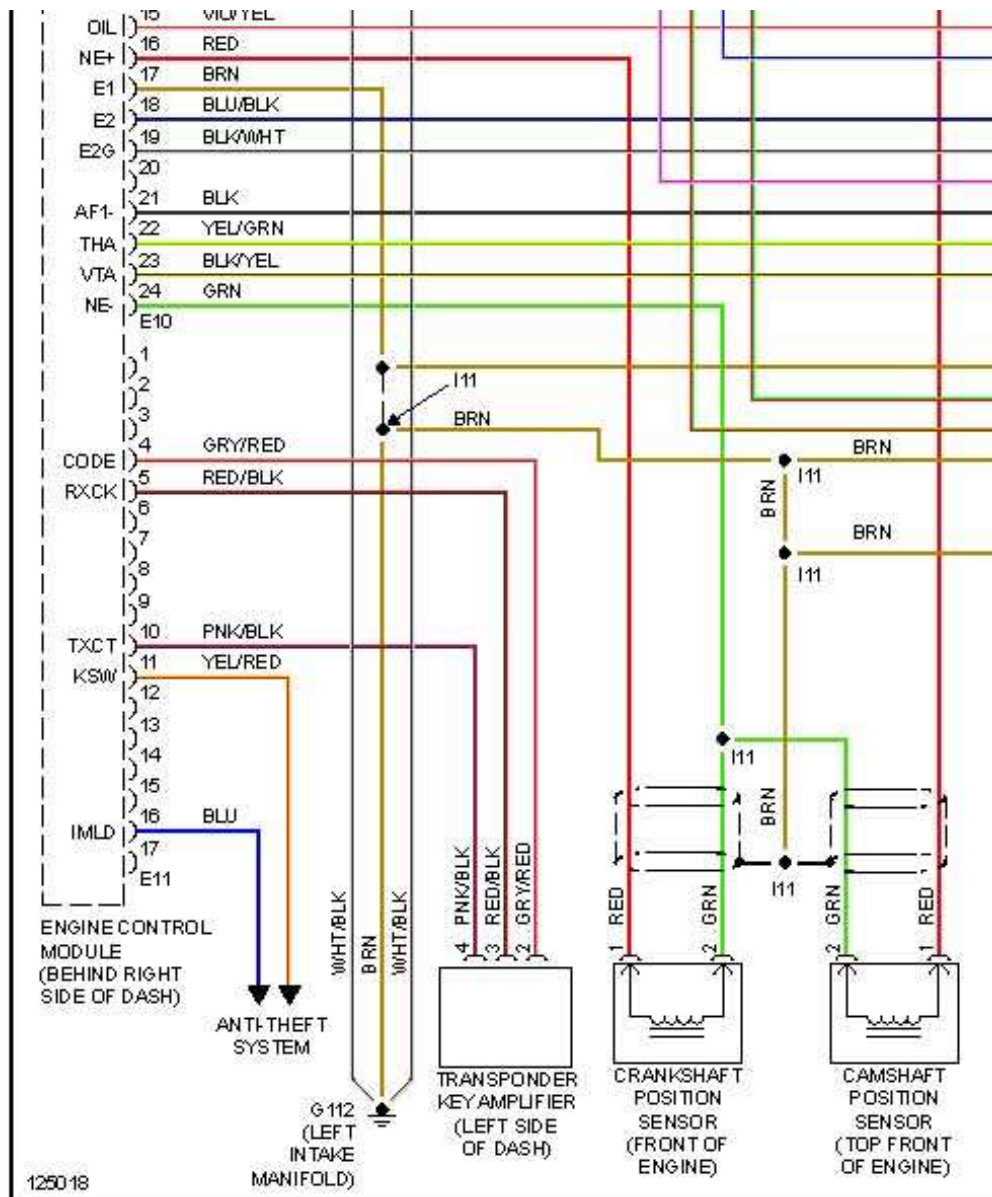 15 VIO/YEL
OIL
16 RED
NE+
17 BRN
E1
18 BLU/BLK
E2
19 BLK/WHT
E2G
20
21 BLK
AF1-
22 YEL/GRN
THA
23 BLK/YEL
VTA
24 GRN
NE-
E10
1
2
3
I11
BRN
4 GRY/RED
CODE
5 RED/BLK
RXCK
6
7
8
9
10 PNK/BLK
TXCT
11 YEL/RED
KSW
12
13
14
15
16 BLU
IMLD
17
E11
BRN
I11
BRN
BRN
I11
I11
BRN
I11
WHT/BLK
BRN
WHT/BLK
4 PNK/BLK
3 RED/BLK
2 GRY/RED
1 RED
2 GRN
2 GRN
1 RED
ENGINE CONTROL
MODULE
(BEHIND RIGHT
SIDE OF DASH)
ANTI-THEFT
SYSTEM
G112
(LEFT
INTAKE
MANIFOLD)
TRANSPONDER
KEY AMPLIFIER
(LEFT SIDE
OF DASH)
CRANKSHAFT
POSITION
SENSOR
(FRONT OF
ENGINE)
CAMSHAFT
POSITION
SENSOR
(TOP FRONT
OF ENGINE)
125018